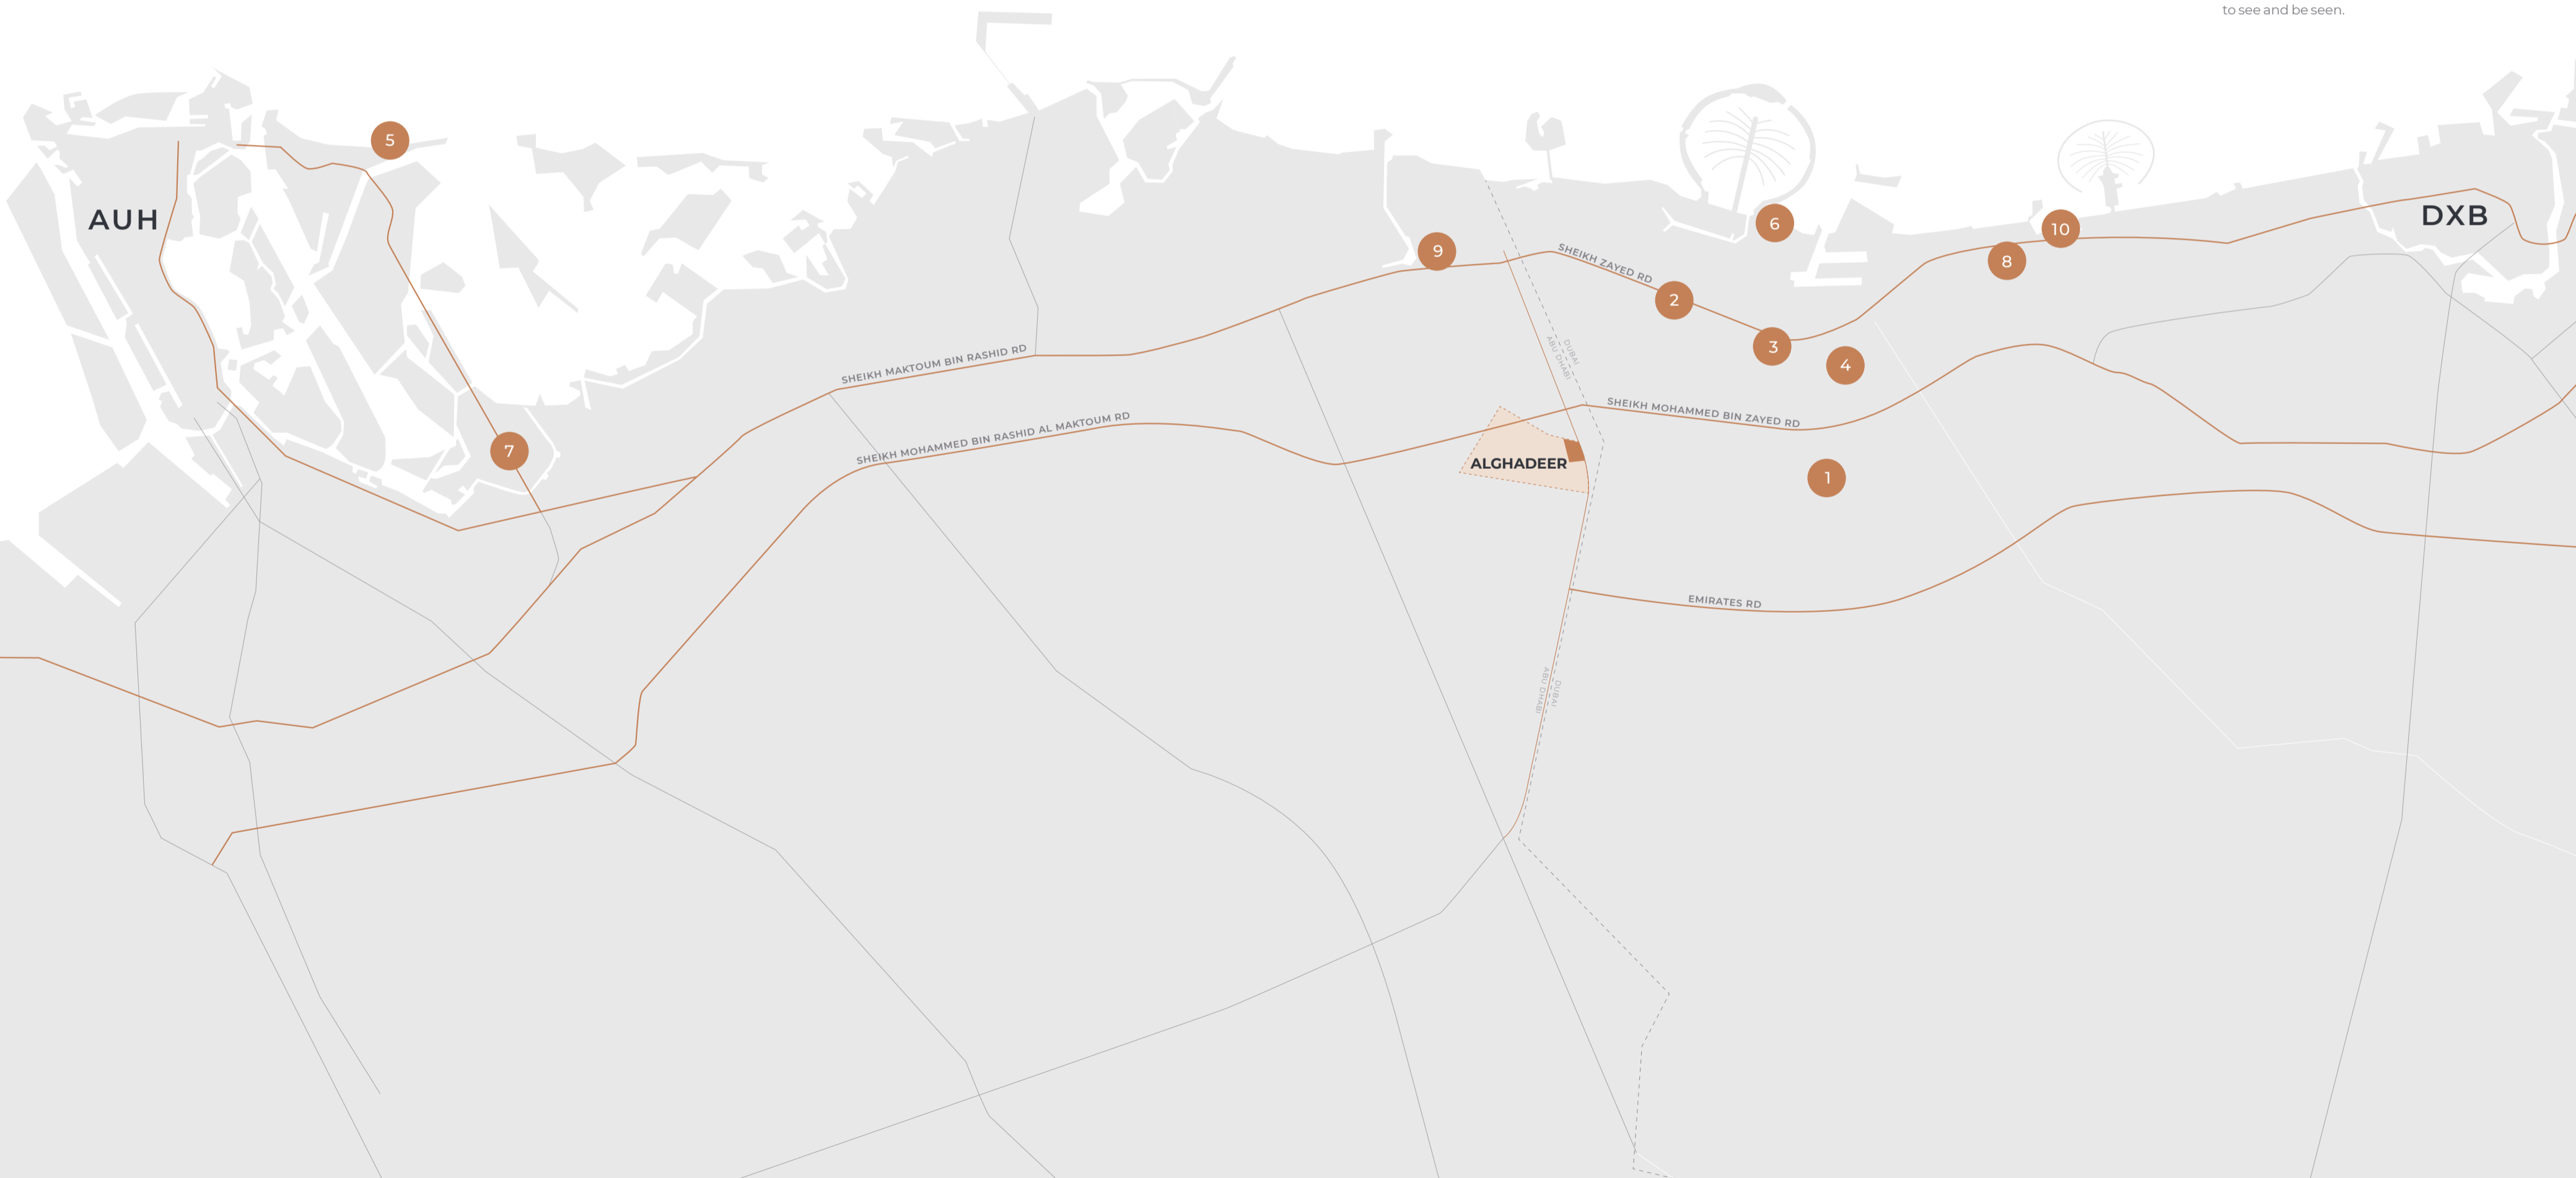 to see and be seen.
5
AUH
6
10
DXB
9
8
SHEIKH ZAYED RD
2
3
DUBAI
ABU DHABI
4
SHEIKH MAKTOUM BIN RASHID RD
SHEIKH MOHAMMED BIN ZAYED RD
SHEIKH MOHAMMED BIN RASHID AL MAKTOUM RD
7
ALGHADEER
1
EMIRATES RD
ABU DHABI
DUBAI